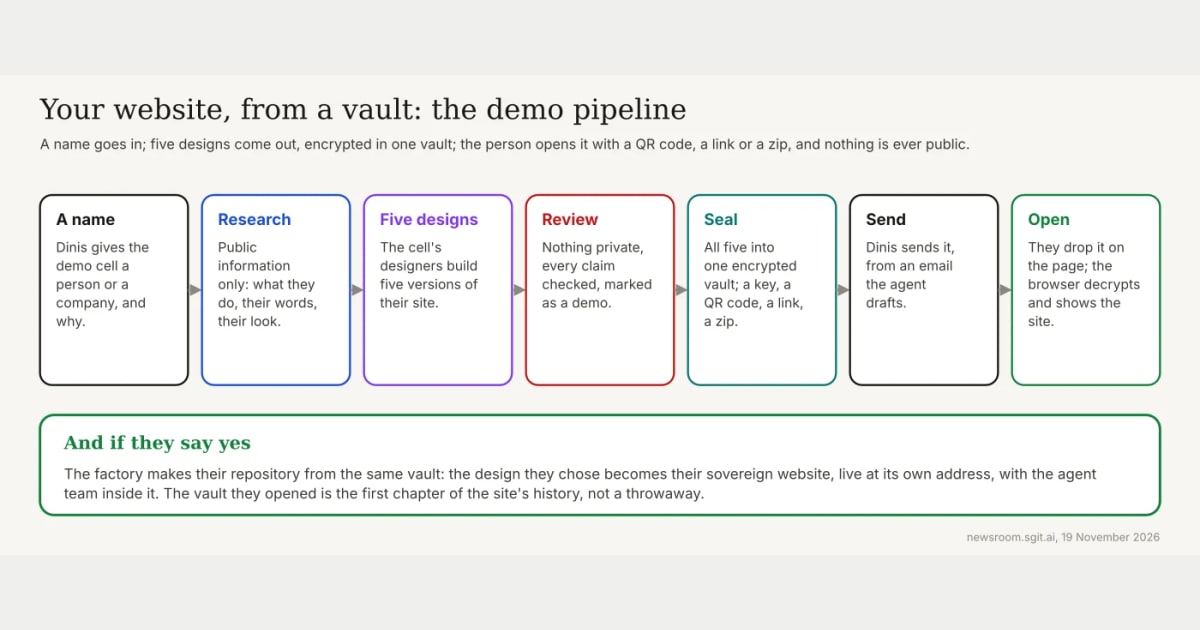 Your website, from a vault: the demo pipeline
A name goes in; five designs come out, encrypted in one vault; the person opens it with a QR code, a link or a zip, and nothing is ever public.
A name
Dinis gives the
demo cell a
person or a
company, and
why.
Research
Public
information
only: what they
do, their words,
their look.
Five designs
The cell's
designers build
five versions of
their site.
Review
Nothing private,
every claim
checked, marked
as a demo.
Seal
All five into
one encrypted
vault; a key, a
QR code, a link,
a zip.
Send
Dinis sends it,
from an email
the agent
drafts.
Open
They drop it on
the page; the
browser decrypts
and shows the
site.
And if they say yes
The factory makes their repository from the same vault: the design they chose becomes their sovereign website, live at its own address, with the agent
team inside it. The vault they opened is the first chapter of the site's history, not a throwaway.
newsroom.sgit.ai, 19 November 2026